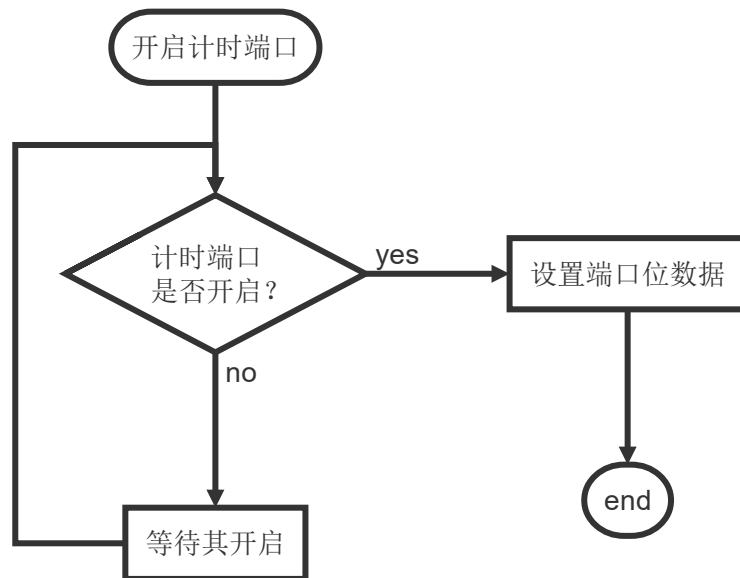 开启计时端口
计时端口
是否开启？
yes
设置端口位数据
no
end
等待其开启